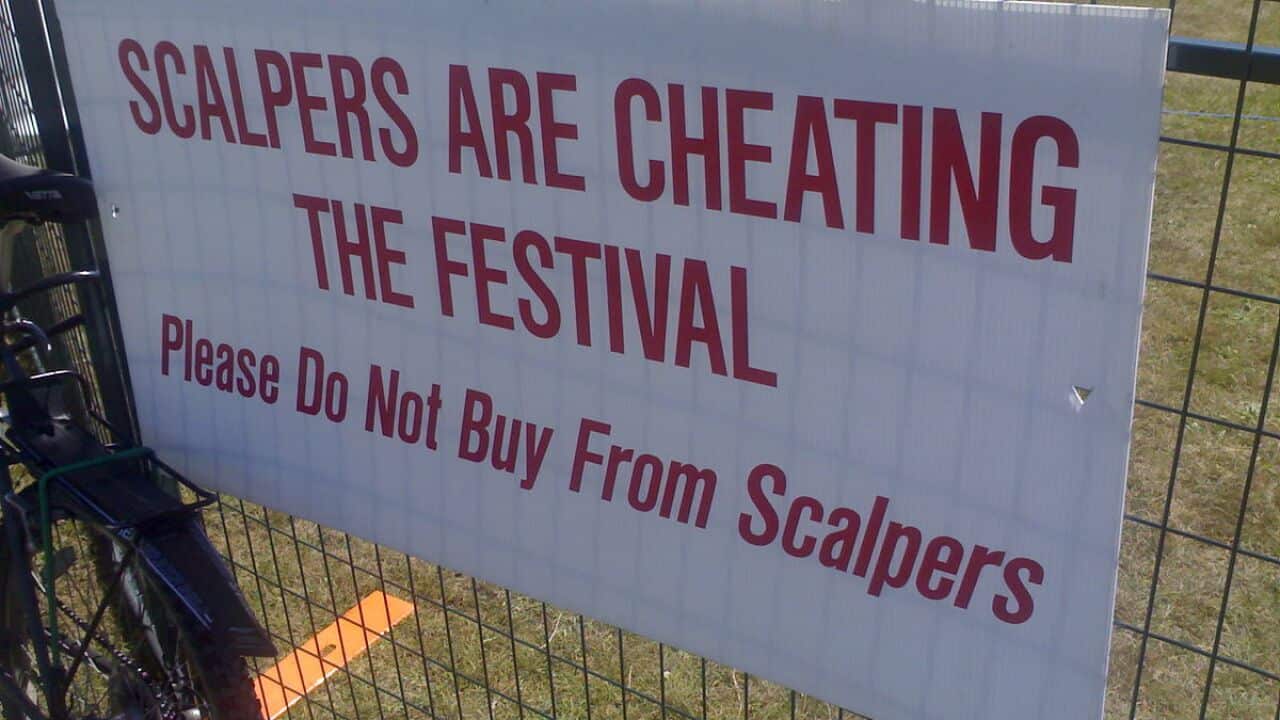 SCALPERS ARE CHEATING
THE FESTIVAL
Please Do Not Buy From Scalpers